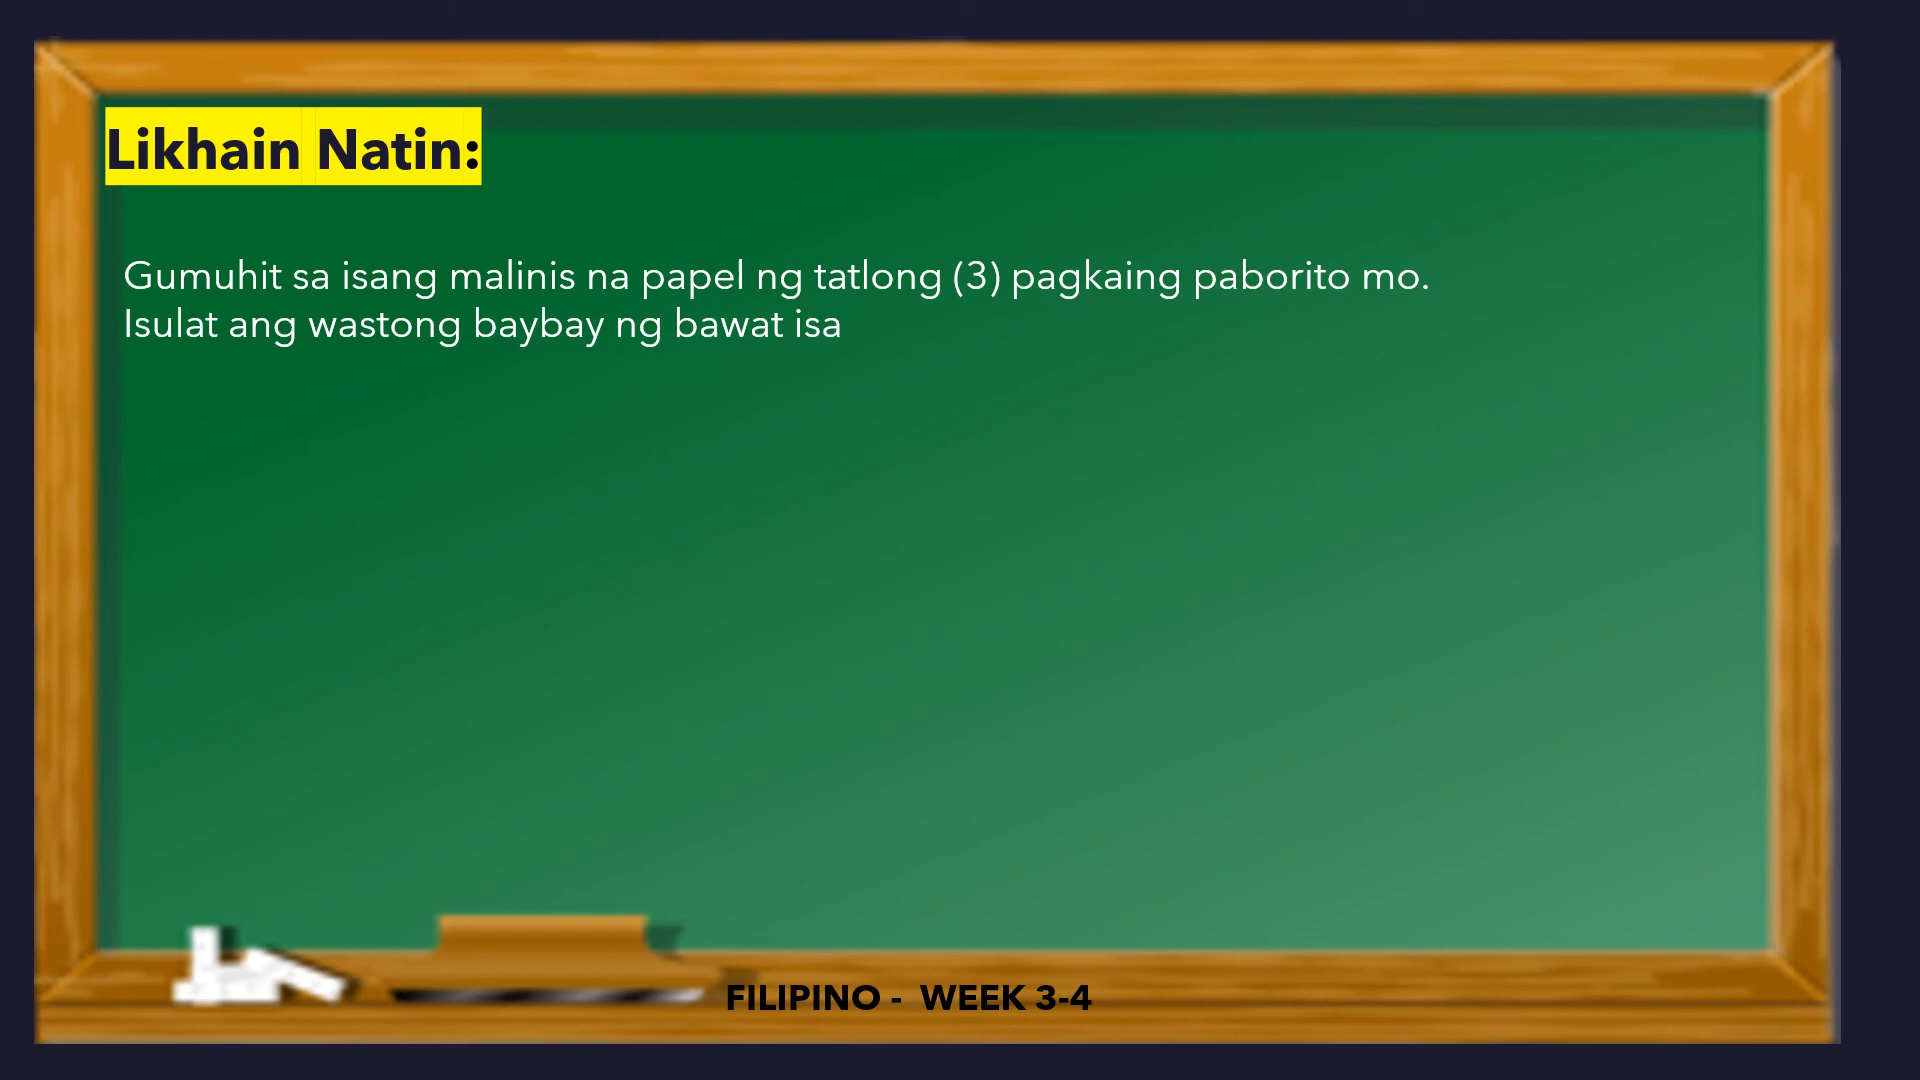 Likhain Natin:
Gumuhit sa isang malinis na papel ng tatlong (3) pagkaing paborito mo.
Isulat ang wastong baybay ng bawat isa
FILIPINO -  WEEK 3-4